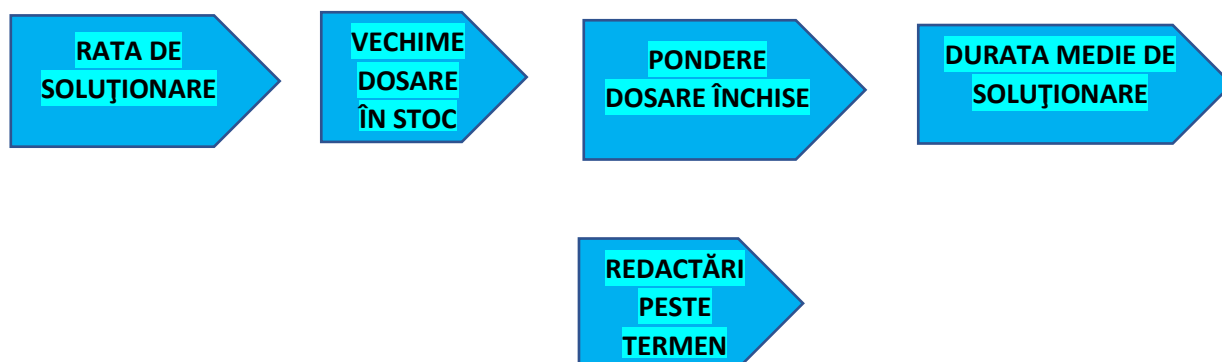 RATA DE
SOLUŢIONARE
VECHIME
DOSARE
ÎN STOC
PONDERE
DOSARE ÎNCHISE
DURATA MEDIE DE
SOLUŢIONARE
REDACTĂRI
PESTE
TERMEN